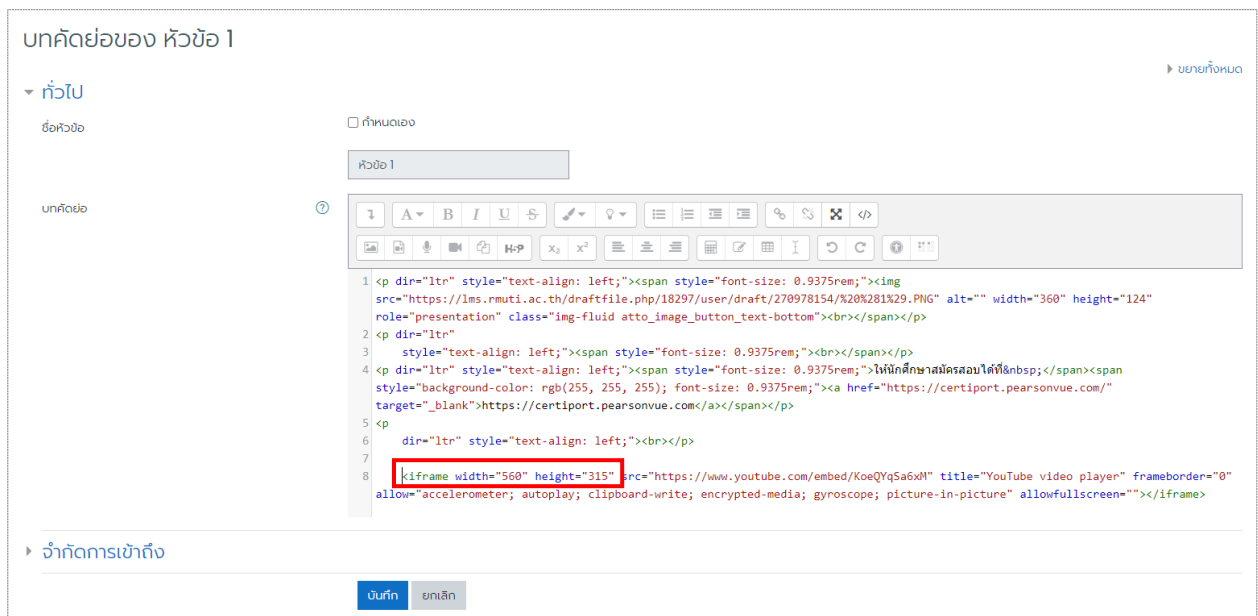 บทคัดย่อของ หัวข้อ 1
ขยายทั้งหมด
ทั่วไป
ชื่อหัวข้อ
กำหนดเอง
หัวข้อ 1
บทคัดย่อ
A B I U S
H-P x₂ x²
1 <p dir="ltr" style="text-align: left;"><span style="font-size: 0.9375rem;"><img
src="https://lms.rmuti.ac.th/draftfile.php/18297/user/draft/270978154/%20%281%29.PNG" alt="" width="360" height="124"
role="presentation" class="img-fluid atto_image_button_text-bottom"><br></span></p>
2 <p dir="ltr"
3 style="text-align: left;"><span style="font-size: 0.9375rem;"><br></span></p>
4 <p dir="ltr" style="text-align: left;"><span style="font-size: 0.9375rem;">ให้นักศึกษาสมัครสอบได้ที่&nbsp;</span><span
style="background-color: rgb(255, 255, 255); font-size: 0.9375rem;"><a href="https://certiport.pearsonvue.com/"
target="_blank">https://certiport.pearsonvue.com</a></span></p>
5 <p
6 dir="ltr" style="text-align: left;"><br></p>
7
8 <iframe width="560" height="315" src="https://www.youtube.com/embed/KoeQYqSa6xM" title="YouTube video player" frameborder="0"
allow="accelerometer; autoplay; clipboard-write; encrypted-media; gyroscope; picture-in-picture" allowfullscreen=""></iframe>
จำกัดการเข้าถึง
บันทึก
ยกเลิก